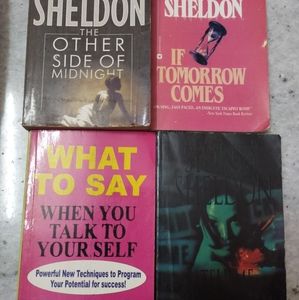 SHELDON
THE
OTHER
SIDE OF
MIDNIGHT
SHELDON
IF
TOMORROW
COMES
—New York Times Book Review
WHAT
TO SAY
WHEN YOU
TALK TO
YOUR SELF
Powerful New Techniques to Program
Your Potential for success!
SHELDON